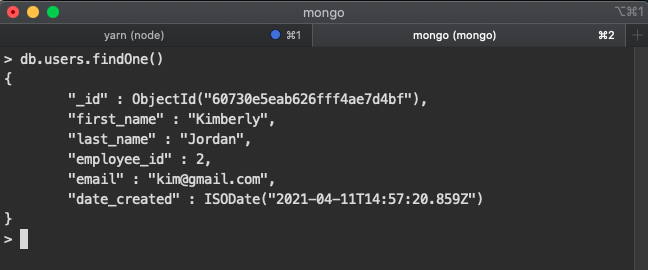 mongo
⌥⌘1
yarn (node)
⌘1
mongo (mongo)
⌘2
+
> db.users.findOne()
{
"_id" : ObjectId("60730e5eab626fff4ae7d4bf"),
"first_name" : "Kimberly",
"last_name" : "Jordan",
"employee_id" : 2,
"email" : "kim@gmail.com",
"date_created" : ISODate("2021-04-11T14:57:20.859Z")
}
>